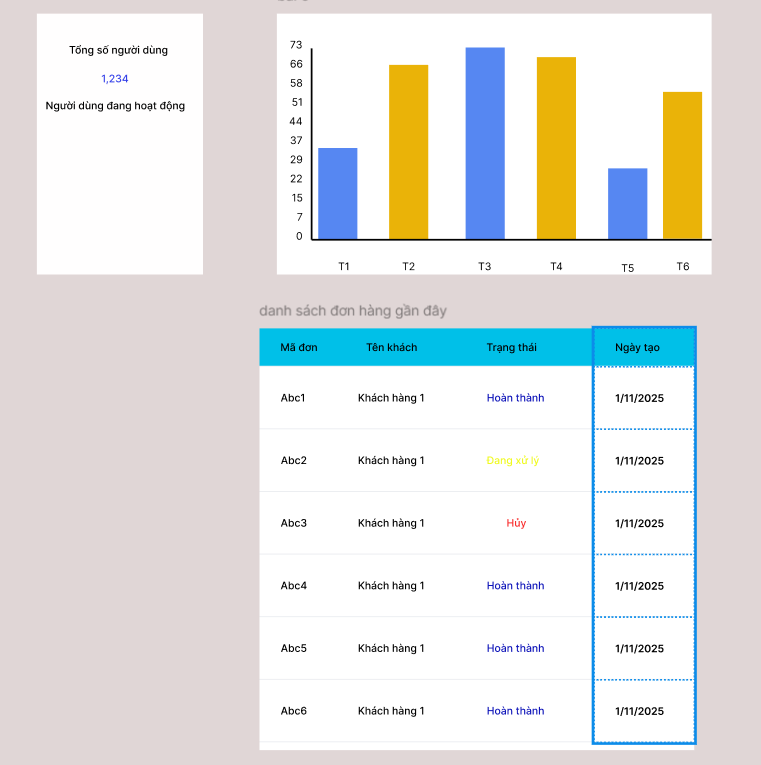 Tổng số người dùng
1,234
Người dùng đang hoạt động
73
66
58
51
44
37
29
22
15
7
0
T1 T2 T3 T4 T5 T6
danh sách đơn hàng gần đây
Mã đơn Tên khách Trạng thái Ngày tạo
Abc1 Khách hàng 1 Hoàn thành 1/11/2025
Abc2 Khách hàng 1 Đang xử lý 1/11/2025
Abc3 Khách hàng 1 Hủy 1/11/2025
Abc4 Khách hàng 1 Hoàn thành 1/11/2025
Abc5 Khách hàng 1 Hoàn thành 1/11/2025
Abc6 Khách hàng 1 Hoàn thành 1/11/2025